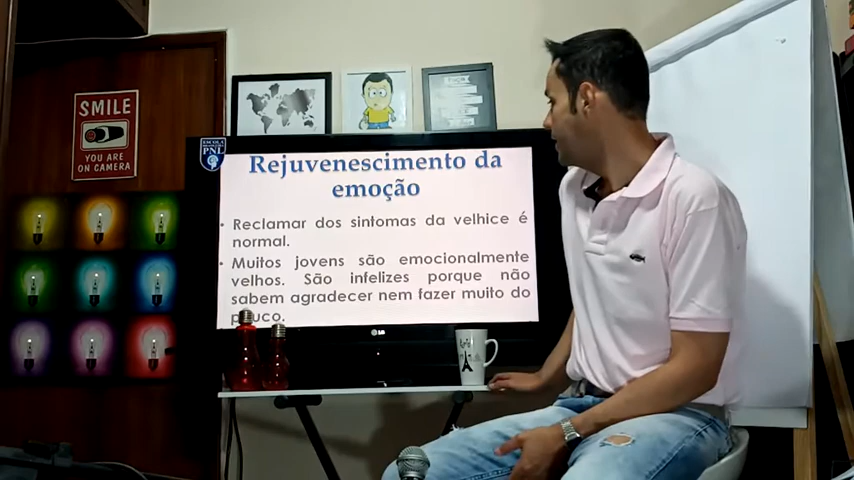 SMILE
YOU ARE
ON CAMERA
ESCOLA
PNL
Rejuvenescimento da
emoção
• Reclamar dos sintomas da velhice é
normal.
• Muitos jovens são emocionalmente
velhos. São infelizes porque não
sabem agradecer nem fazer muito do
pouco.
LG